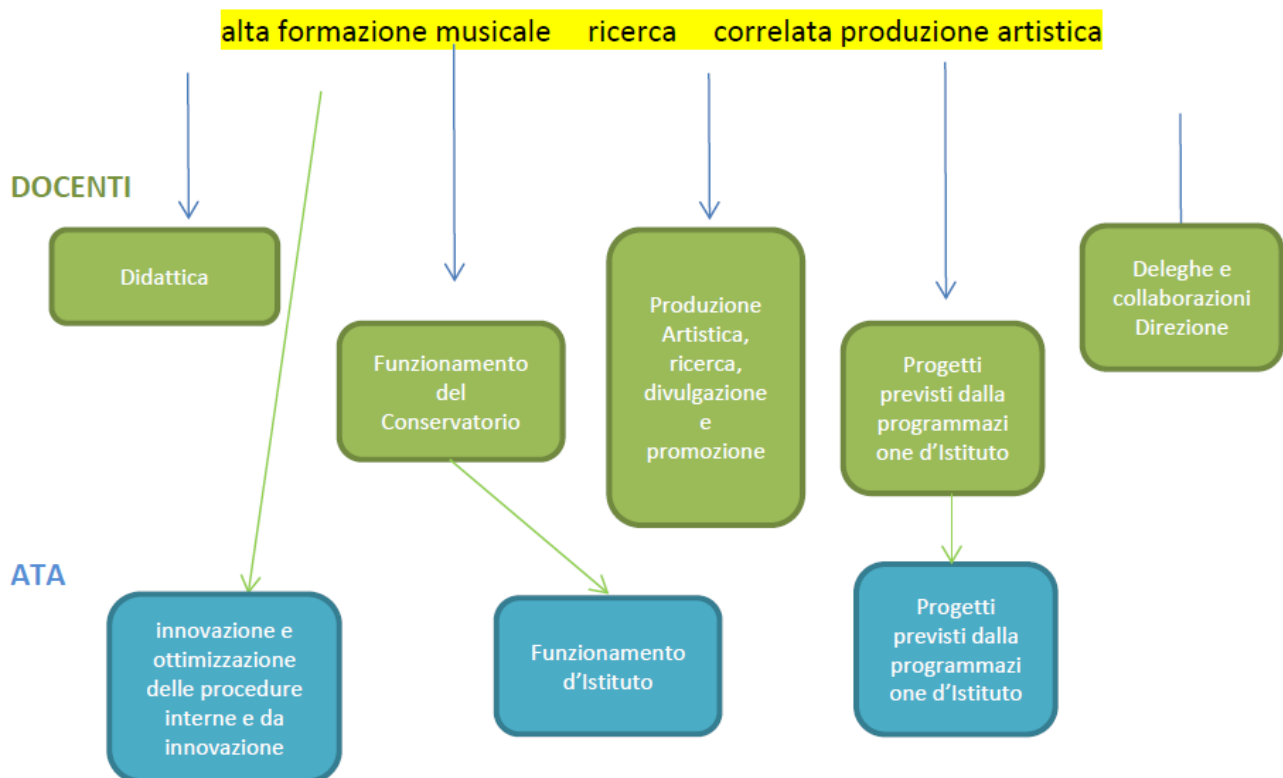 alta formazione musicale ricerca correlata produzione artistica
DOCENTI
Didattica
Funzionamento
del
Conservatorio
Produzione
Artistica,
ricerca,
divulgazione
e
promozione
Progetti
previsti dalla
programmazi
one d’Istituto
Deleghe e
collaborazioni
Direzione
ATA
innovazione e
ottimizzazione
delle procedure
interne e da
innovazione
Funzionamento
d’Istituto
Progetti
previsti dalla
programmazi
one d’Istituto